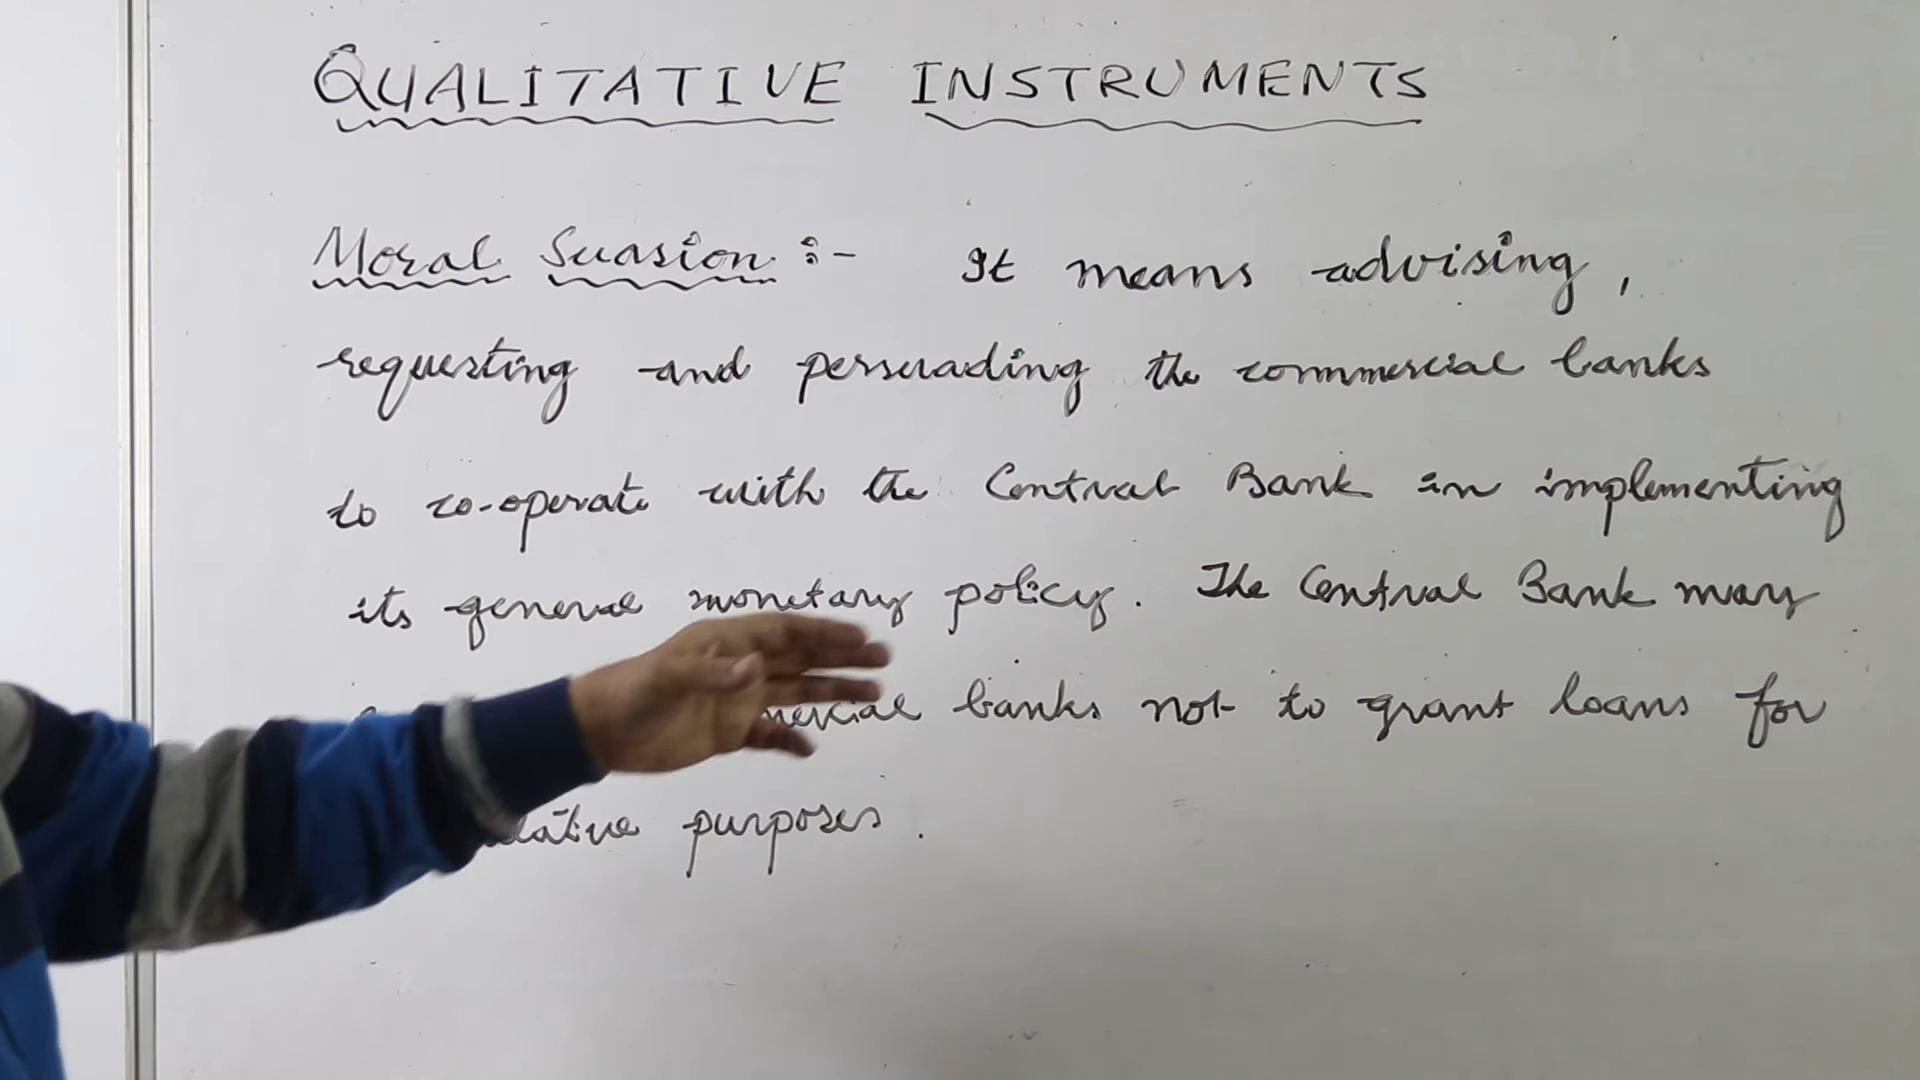 QUALITATIVE INSTRUMENTS
Moral Suasion :- It means advising,
requesting and persuading the commercial banks
to co-operate with the Central Bank in implementing
its general monetary policy. The Central Bank may
banks not to grant loans for
purposes.